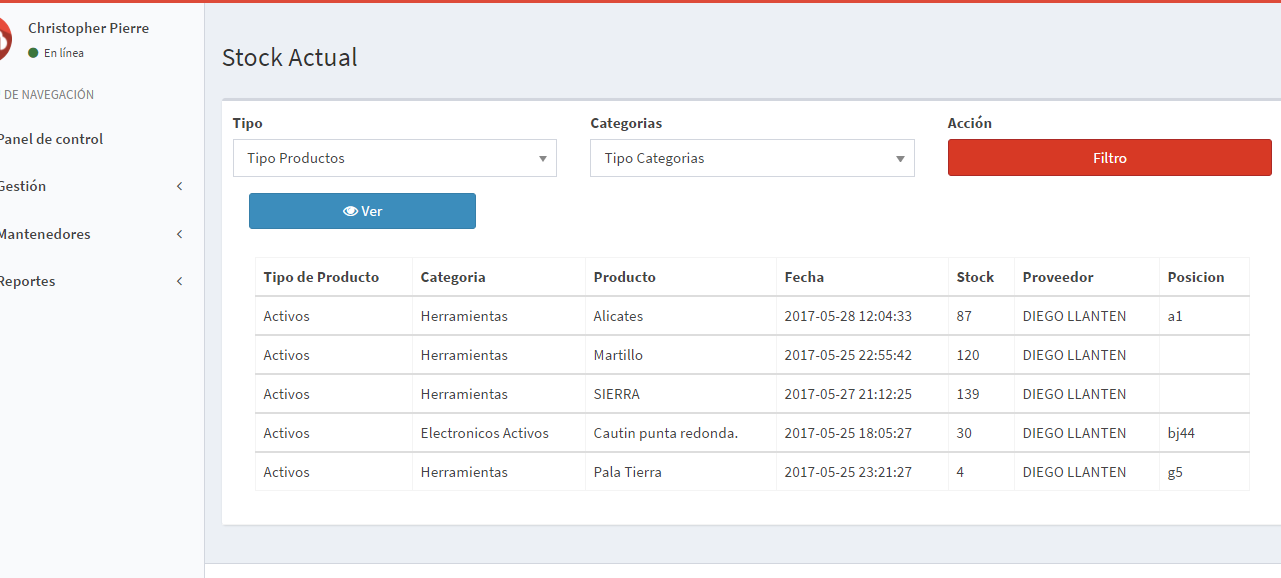 Christopher Pierre
En línea
DE NAVEGACIÓN
Panel de control
Gestión
Mantenedores
Reportes
Stock Actual
Tipo Categorias Acción
Tipo Productos Tipo Categorias Filtro
Ver
Tipo de Producto Categoria Producto Fecha Stock Proveedor Posicion
Activos Herramientas Alicates 2017-05-28 12:04:33 87 DIEGO LLANTEN a1
Activos Herramientas Martillo 2017-05-25 22:55:42 120 DIEGO LLANTEN
Activos Herramientas SIERRA 2017-05-27 21:12:25 139 DIEGO LLANTEN
Activos Electronicos Activos Cautin punta redonda. 2017-05-25 18:05:27 30 DIEGO LLANTEN bj44
Activos Herramientas Pala Tierra 2017-05-25 23:21:27 4 DIEGO LLANTEN g5